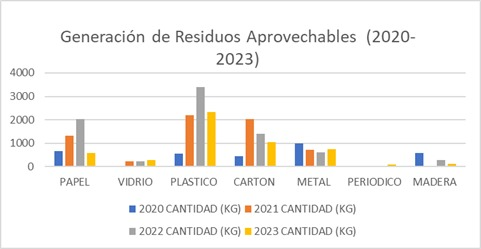 Generación de Residuos Aprovechables (2020-
2023)
4000
3000
2000
1000
0
PAPEL VIDRIO PLASTICO CARTON METAL PERIODICO MADERA
2020 CANTIDAD (KG) 2021 CANTIDAD (KG)
2022 CANTIDAD (KG) 2023 CANTIDAD (KG)